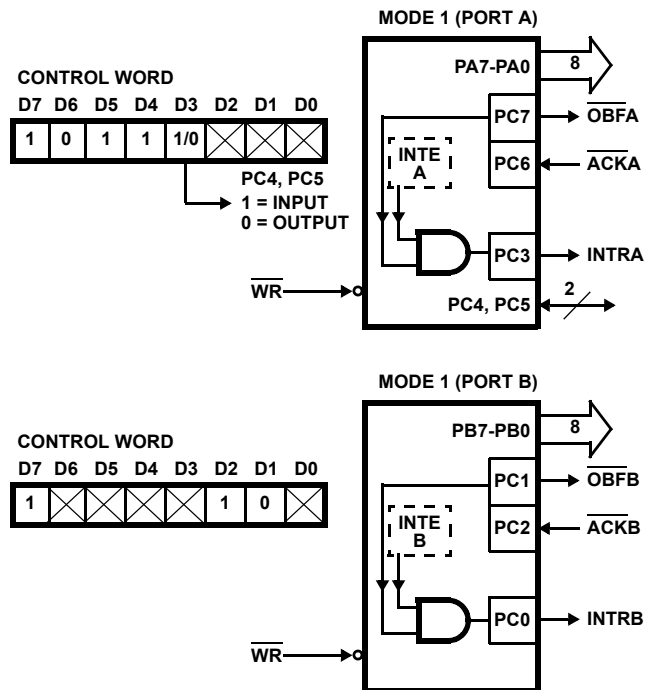 MODE 1 (PORT A)
CONTROL WORD
D7 D6 D5 D4 D3 D2 D1 D0
1 0 1 1 1/0
PC4, PC5
1 = INPUT
0 = OUTPUT
PA7-PA0
8
PC7
OBFA
INTE
A
PC6
ACKA
PC3
INTRA
WR
PC4, PC5
2
MODE 1 (PORT B)
CONTROL WORD
D7 D6 D5 D4 D3 D2 D1 D0
1 1 0
PB7-PB0
8
PC1
OBFB
INTE
B
PC2
ACKB
PC0
INTRB
WR